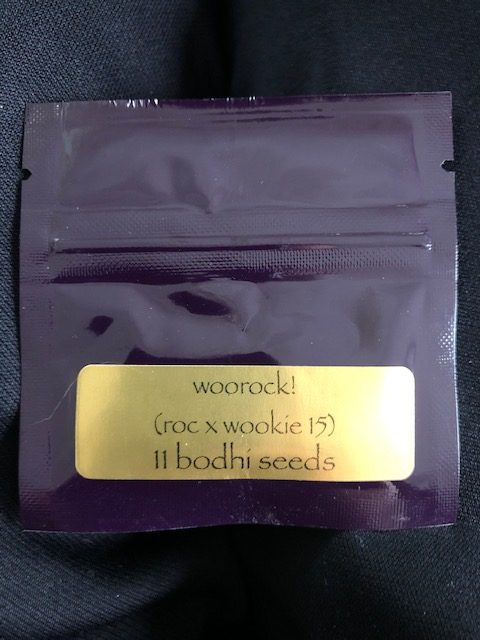 woorock!
(roc x wookie 15)
11 bodhi seeds